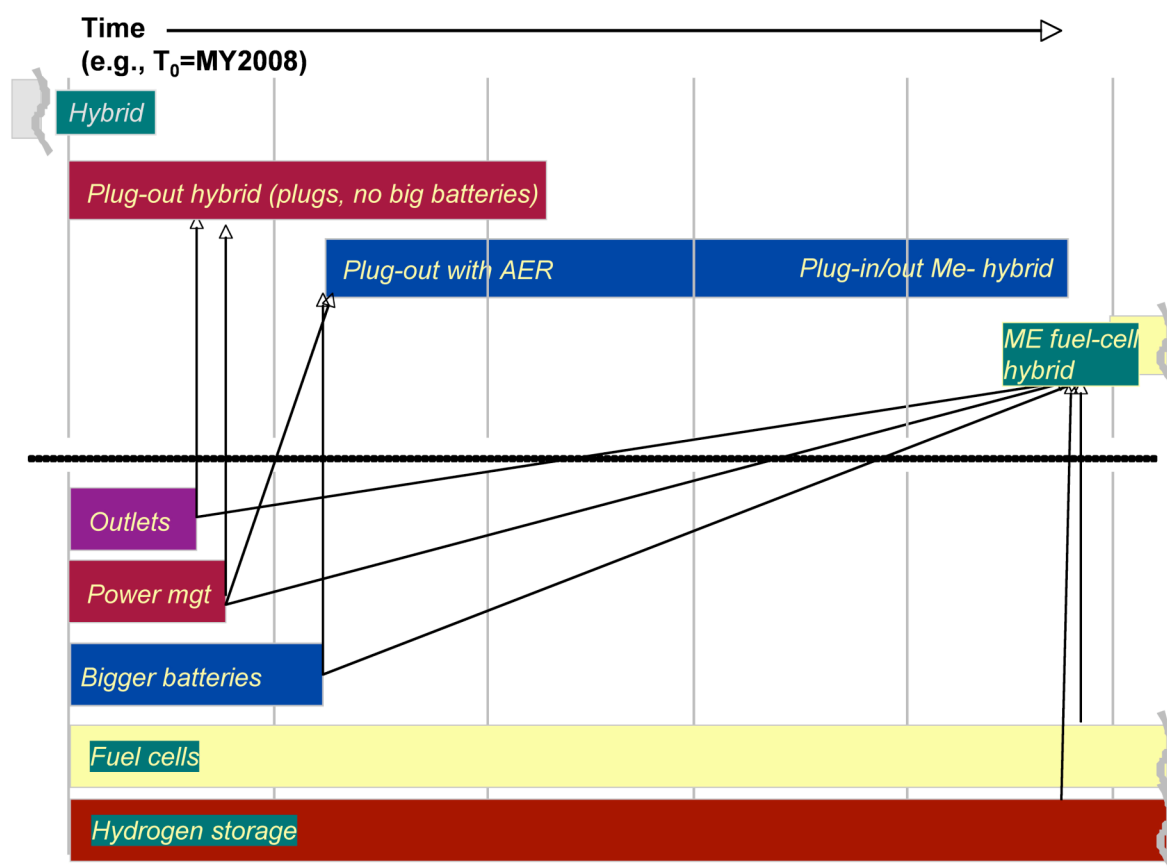 Time
(e.g., T₀=MY2008)
Hybrid
Plug-out hybrid (plugs, no big batteries)
Plug-out with AER
Plug-in/out Me- hybrid
ME fuel-cell
hybrid
Outlets
Power mgt
Bigger batteries
Fuel cells
Hydrogen storage